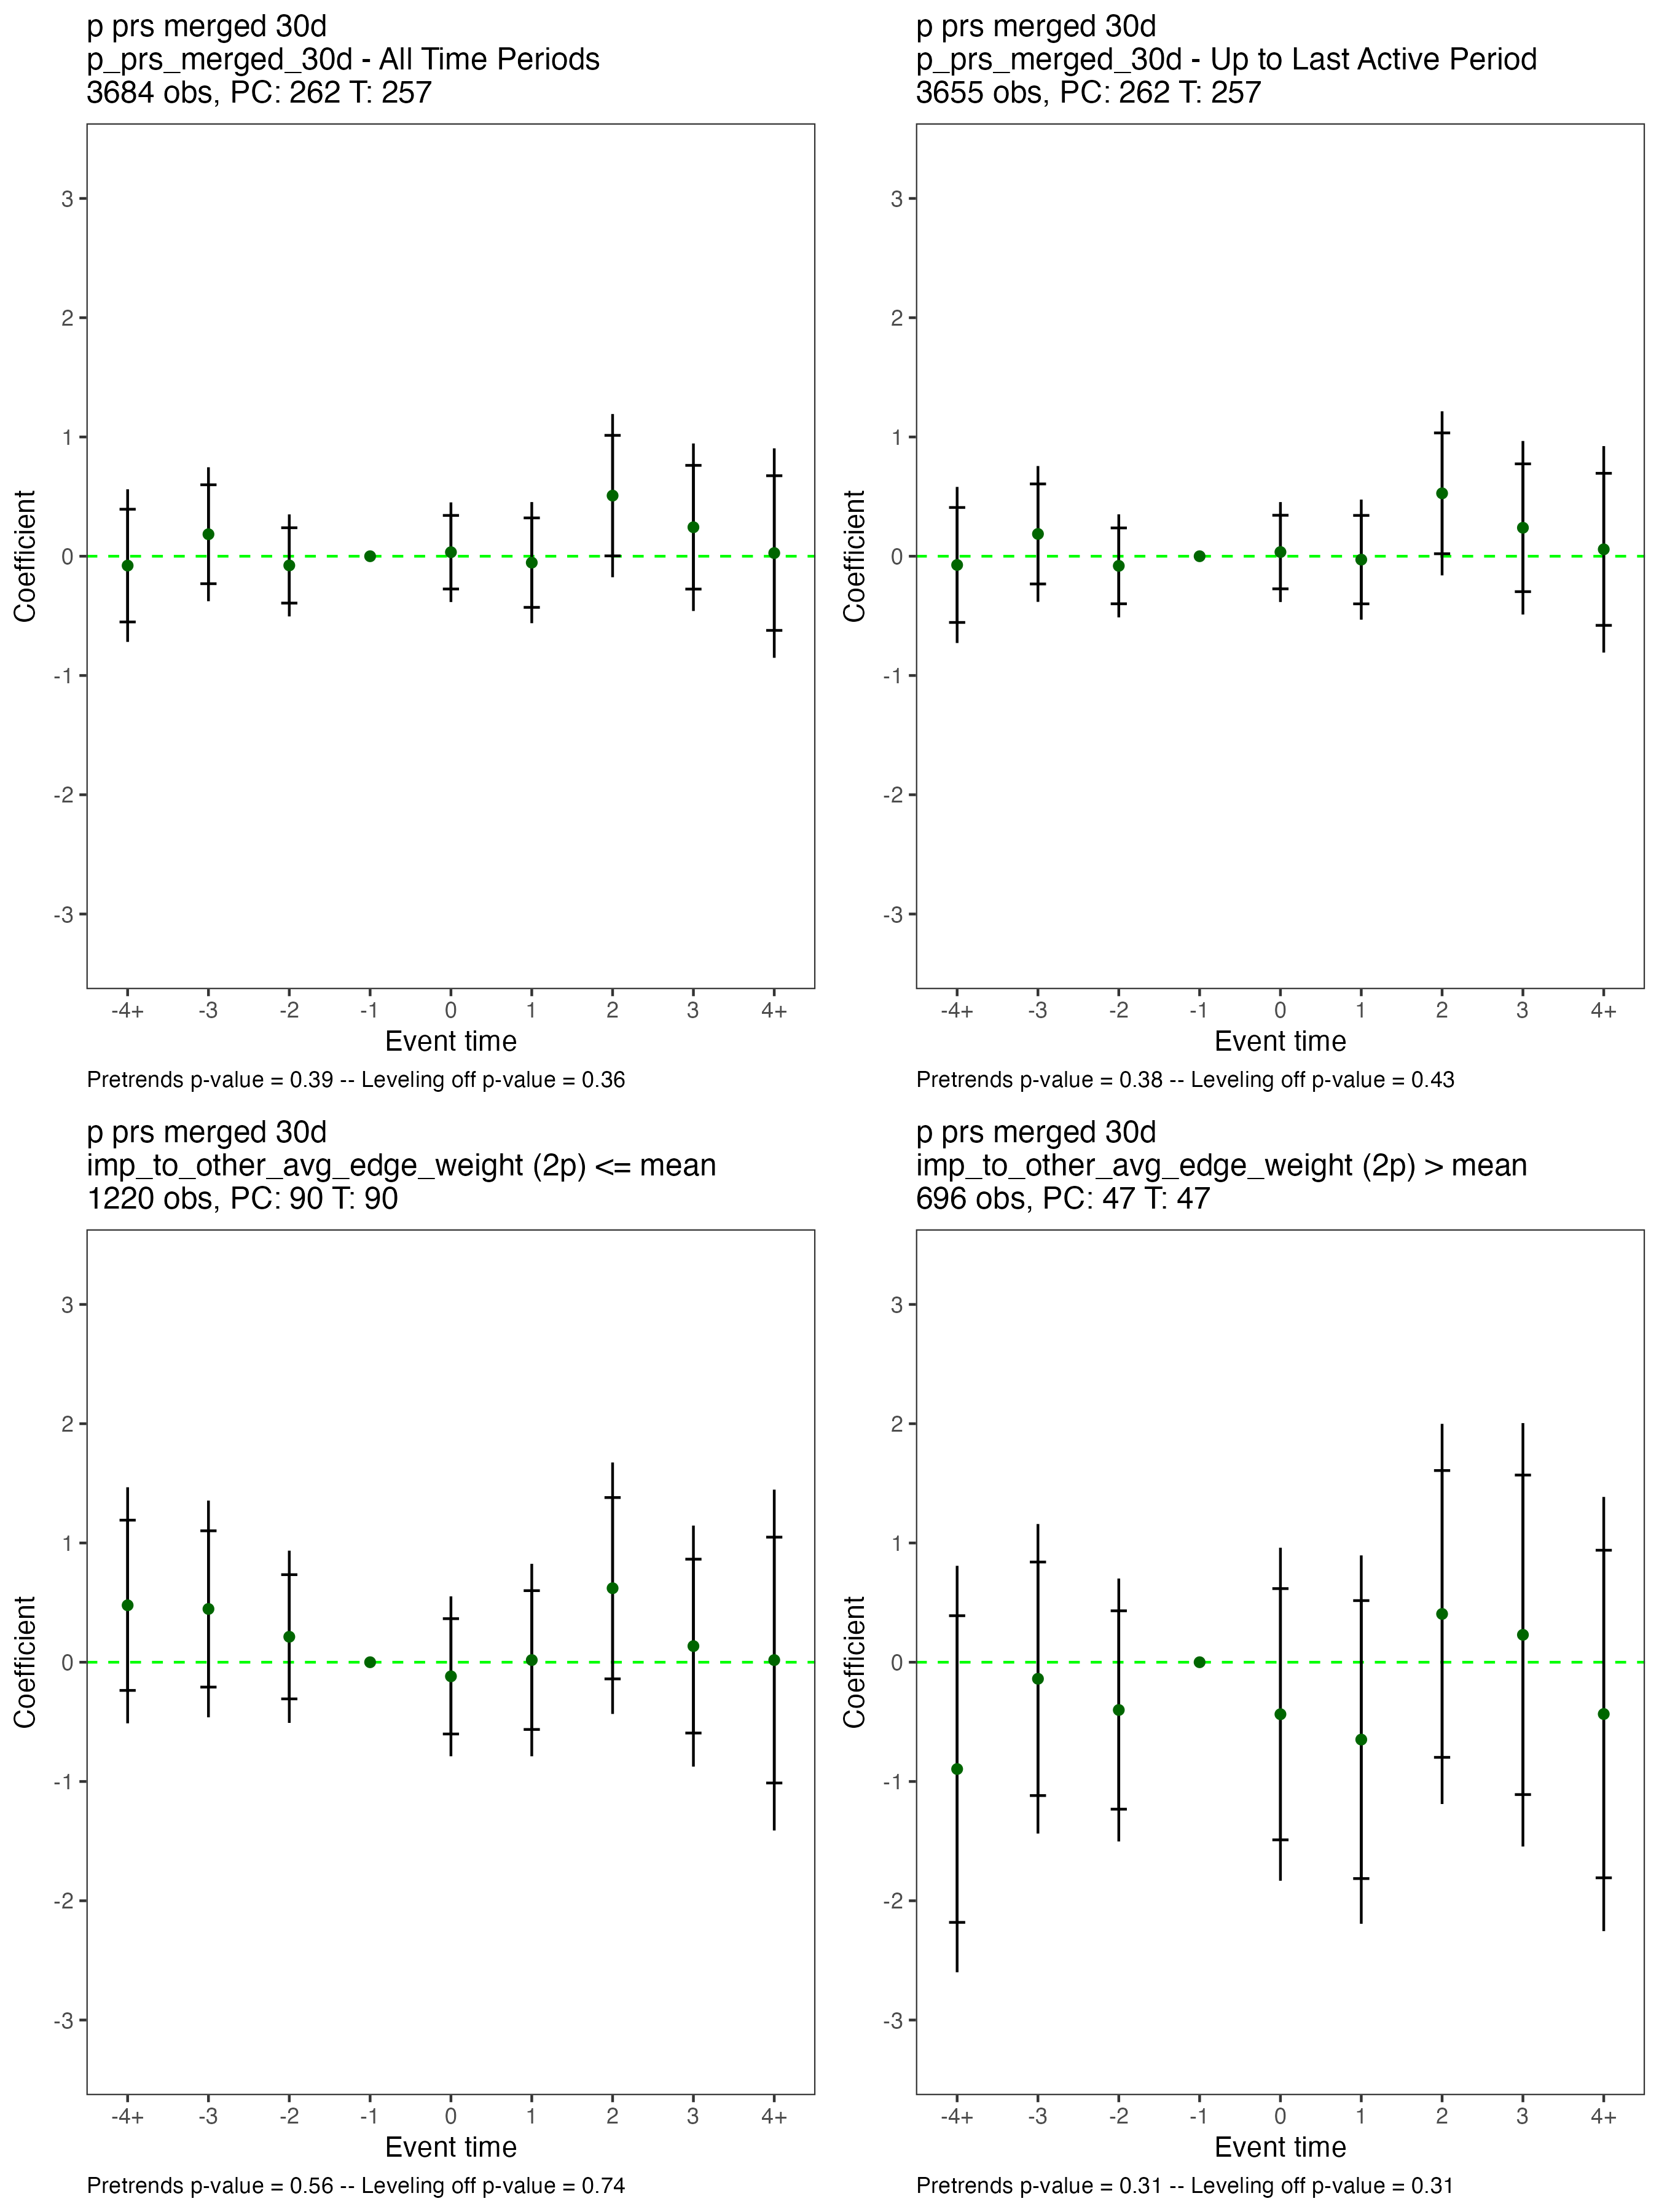 p prs merged 30d
p_prs_merged_30d - All Time Periods
3684 obs, PC: 262 T: 257
3
2
1
0
-1
-2
-3
Coefficient
-4+ -3 -2 -1 0 1 2 3 4+
Event time
Pretrends p-value = 0.39 -- Leveling off p-value = 0.36
p prs merged 30d
p_prs_merged_30d - Up to Last Active Period
3655 obs, PC: 262 T: 257
3
2
1
0
-1
-2
-3
Coefficient
-4+ -3 -2 -1 0 1 2 3 4+
Event time
Pretrends p-value = 0.38 -- Leveling off p-value = 0.43
p prs merged 30d
imp_to_other_avg_edge_weight (2p) <= mean
1220 obs, PC: 90 T: 90
3
2
1
0
-1
-2
-3
Coefficient
-4+ -3 -2 -1 0 1 2 3 4+
Event time
Pretrends p-value = 0.56 -- Leveling off p-value = 0.74
p prs merged 30d
imp_to_other_avg_edge_weight (2p) > mean
696 obs, PC: 47 T: 47
3
2
1
0
-1
-2
-3
Coefficient
-4+ -3 -2 -1 0 1 2 3 4+
Event time
Pretrends p-value = 0.31 -- Leveling off p-value = 0.31